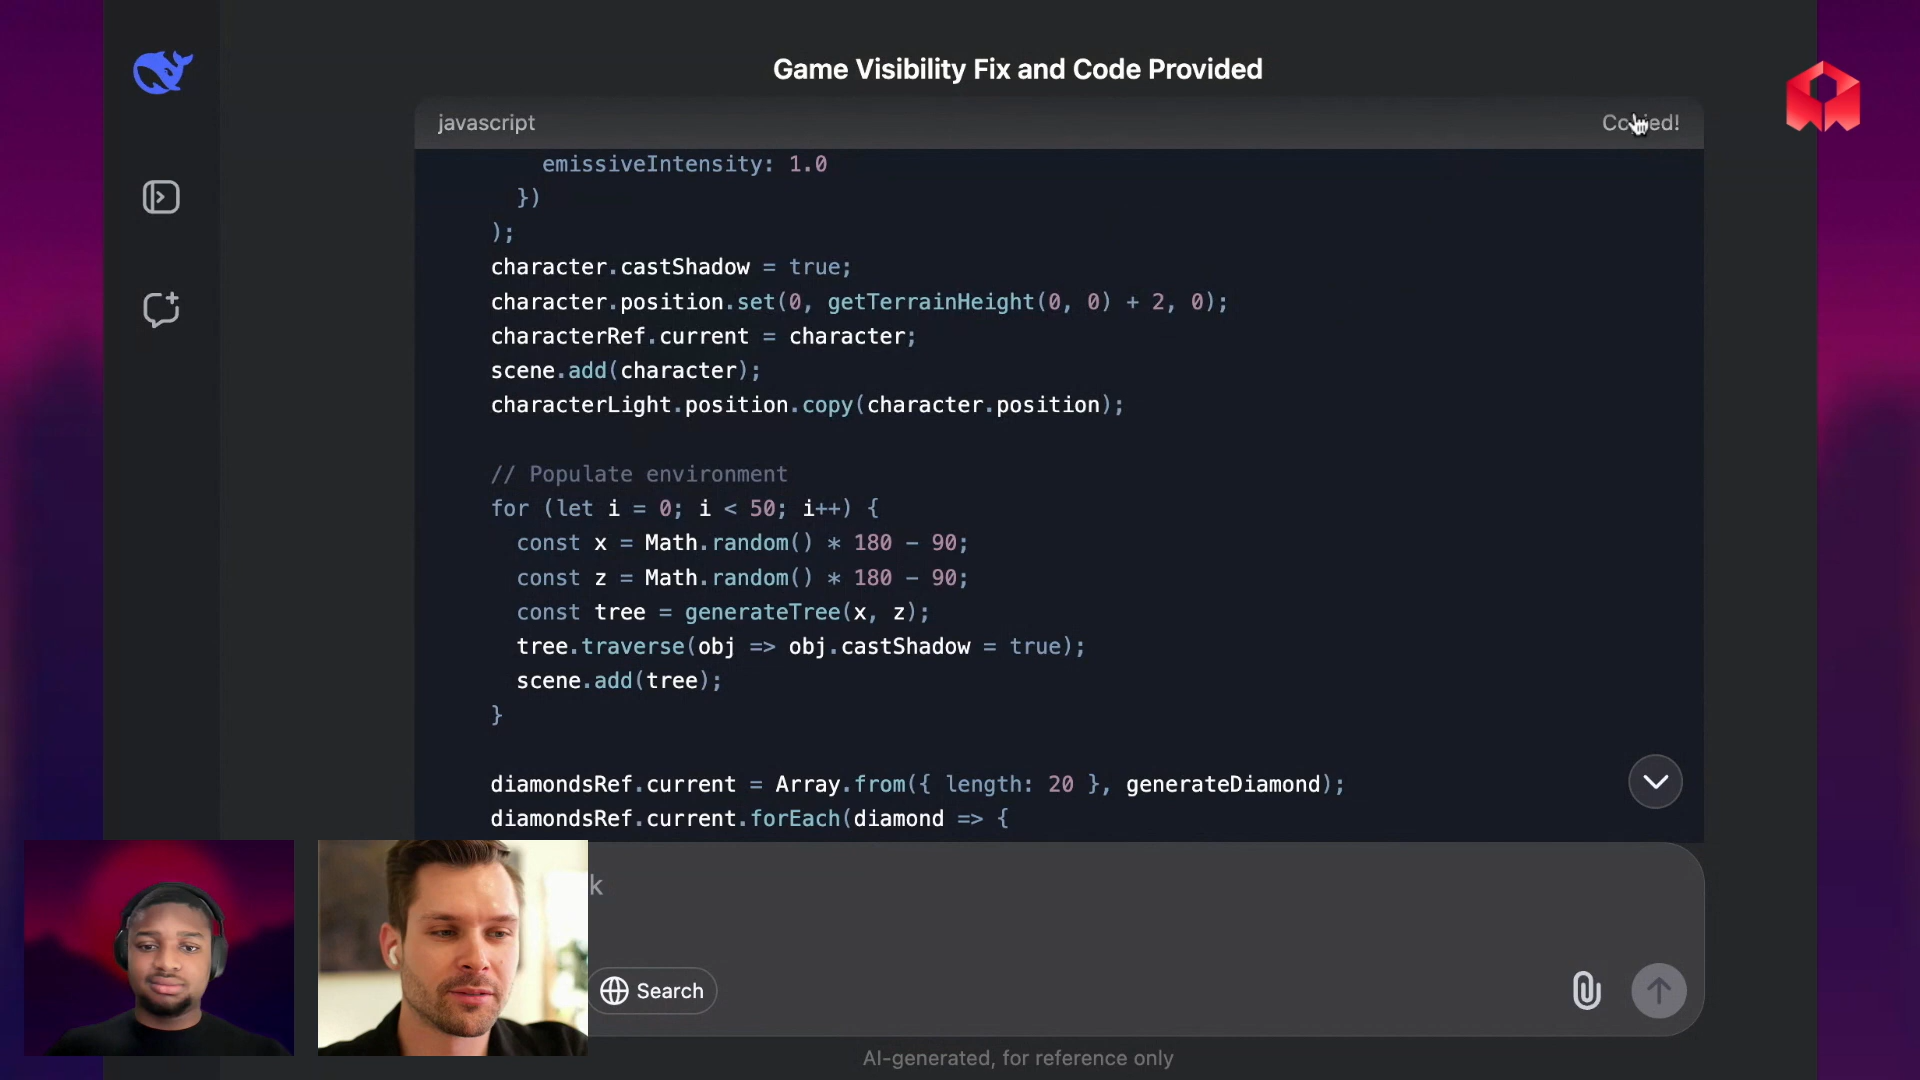 Game Visibility Fix and Code Provided
javascript
Copied!
emissiveIntensity: 1.0
})
);
character.castShadow = true;
character.position.set(0, getTerrainHeight(0, 0) + 2, 0);
characterRef.current = character;
scene.add(character);
characterLight.position.copy(character.position);
// Populate environment
for (let i = 0; i < 50; i++) {
const x = Math.random() * 180 - 90;
const z = Math.random() * 180 - 90;
const tree = generateTree(x, z);
tree.traverse(obj => obj.castShadow = true);
scene.add(tree);
}
diamondsRef.current = Array.from({ length: 20 }, generateDiamond);
diamondsRef.current.forEach(diamond => {
k
Search
AI-generated, for reference only